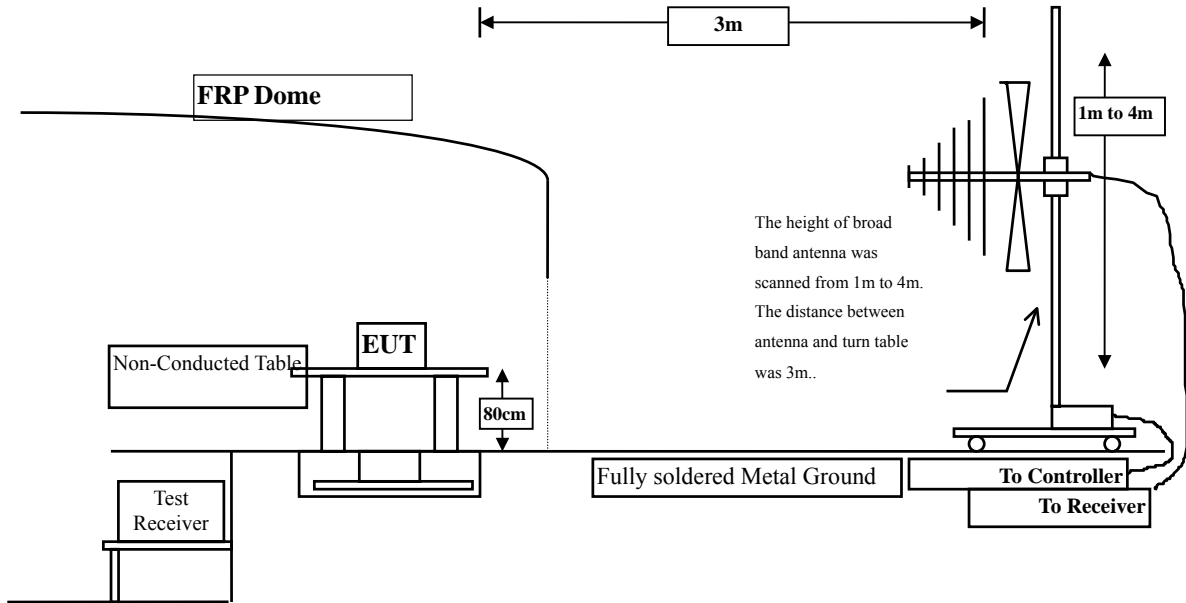 3m
FRP Dome
1m to 4m
The height of broad
band antenna was
scanned from 1m to 4m.
The distance between
antenna and turn table
was 3m..
EUT
Non-Conducted Table
80cm
Fully soldered Metal Ground
To Controller
To Receiver
Test
Receiver